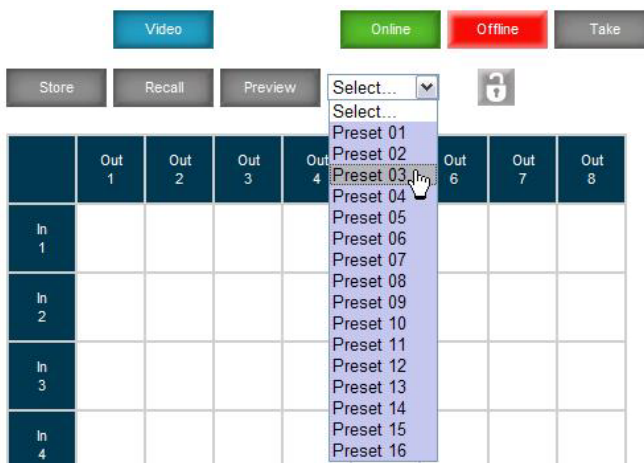 Video
Online
Offline
Take
Store
Recall
Preview
Select...
Select...
Preset 01
Preset 02
Preset 03
Preset 04
Preset 05
Preset 06
Preset 07
Preset 08
Preset 09
Preset 10
Preset 11
Preset 12
Preset 13
Preset 14
Preset 15
Preset 16
Out
1
Out
2
Out
3
Out
4
Out
6
Out
7
Out
8
In
1
In
2
In
3
In
4